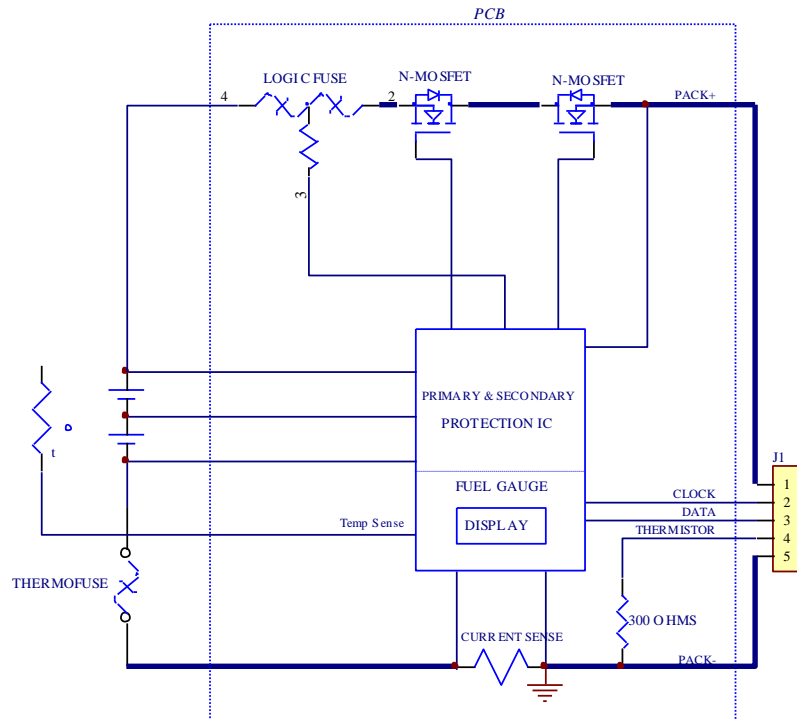 PCB
LOGIC FUSE
N-MOSFET
N-MOSFET
4
2
PACK+
3
PRIMARY & SECONDARY
PROTECTION IC
t
J1
FUEL GAUGE
1
CLOCK
2
DATA
3
DISPLAY
Temp Sense
THERMISTOR
4
5
THERMOFUSE
300 OHMS
CURRENT SENSE
PACK-